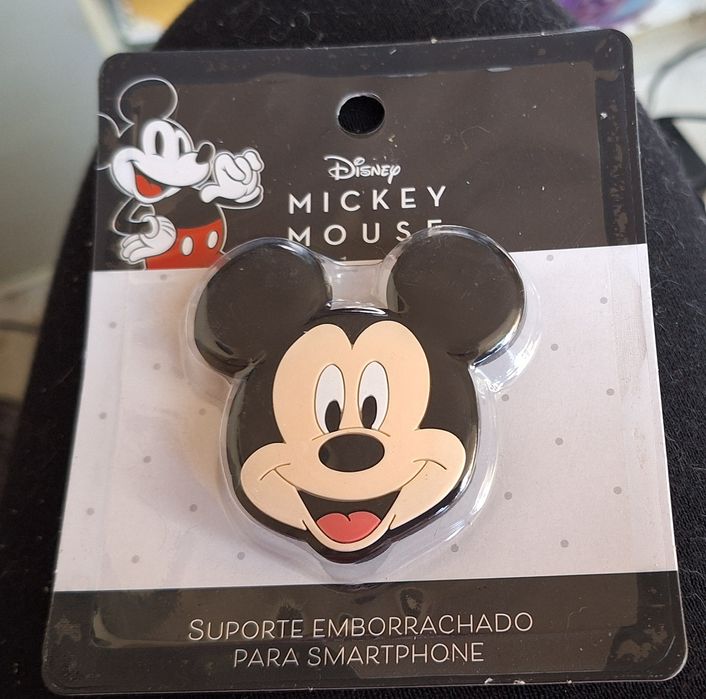 Disney
MICKEY
MOUSE
SUPORTE EMBORRACHADO
PARA SMARTPHONE